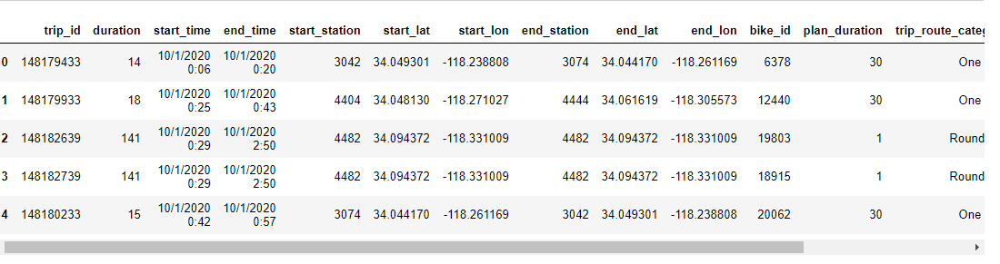 trip_id duration start_time end_time start_station start_lat start_lon end_station end_lat end_lon bike_id plan_duration trip_route_categ
0 148179433 14 10/1/2020 0:06 10/1/2020 0:20 3042 34.049301 -118.238808 3074 34.044170 -118.261169 6378 30 One
1 148179933 18 10/1/2020 0:25 10/1/2020 0:43 4404 34.048130 -118.271027 4444 34.061619 -118.305573 12440 30 One
2 148182639 141 10/1/2020 0:29 10/1/2020 2:50 4482 34.094372 -118.331009 4482 34.094372 -118.331009 19803 1 Round
3 148182739 141 10/1/2020 0:29 10/1/2020 2:50 4482 34.094372 -118.331009 4482 34.094372 -118.331009 18915 1 Round
4 148180233 15 10/1/2020 0:42 10/1/2020 0:57 3074 34.044170 -118.261169 3042 34.049301 -118.238808 20062 30 One